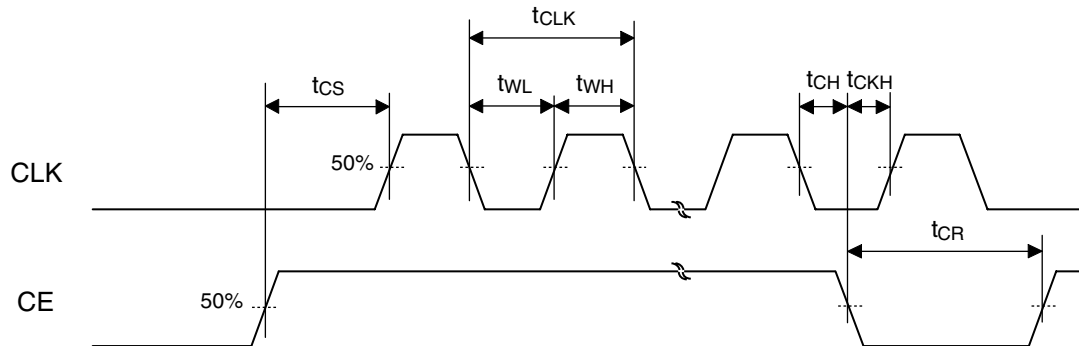 tCLK
tCS tWL tWH tCH tCKH
50%
CLK
tCR
50%
CE